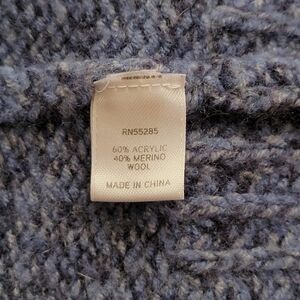 RN55285
60% ACRYLIC
40% MERINO
WOOL
MADE IN CHINA